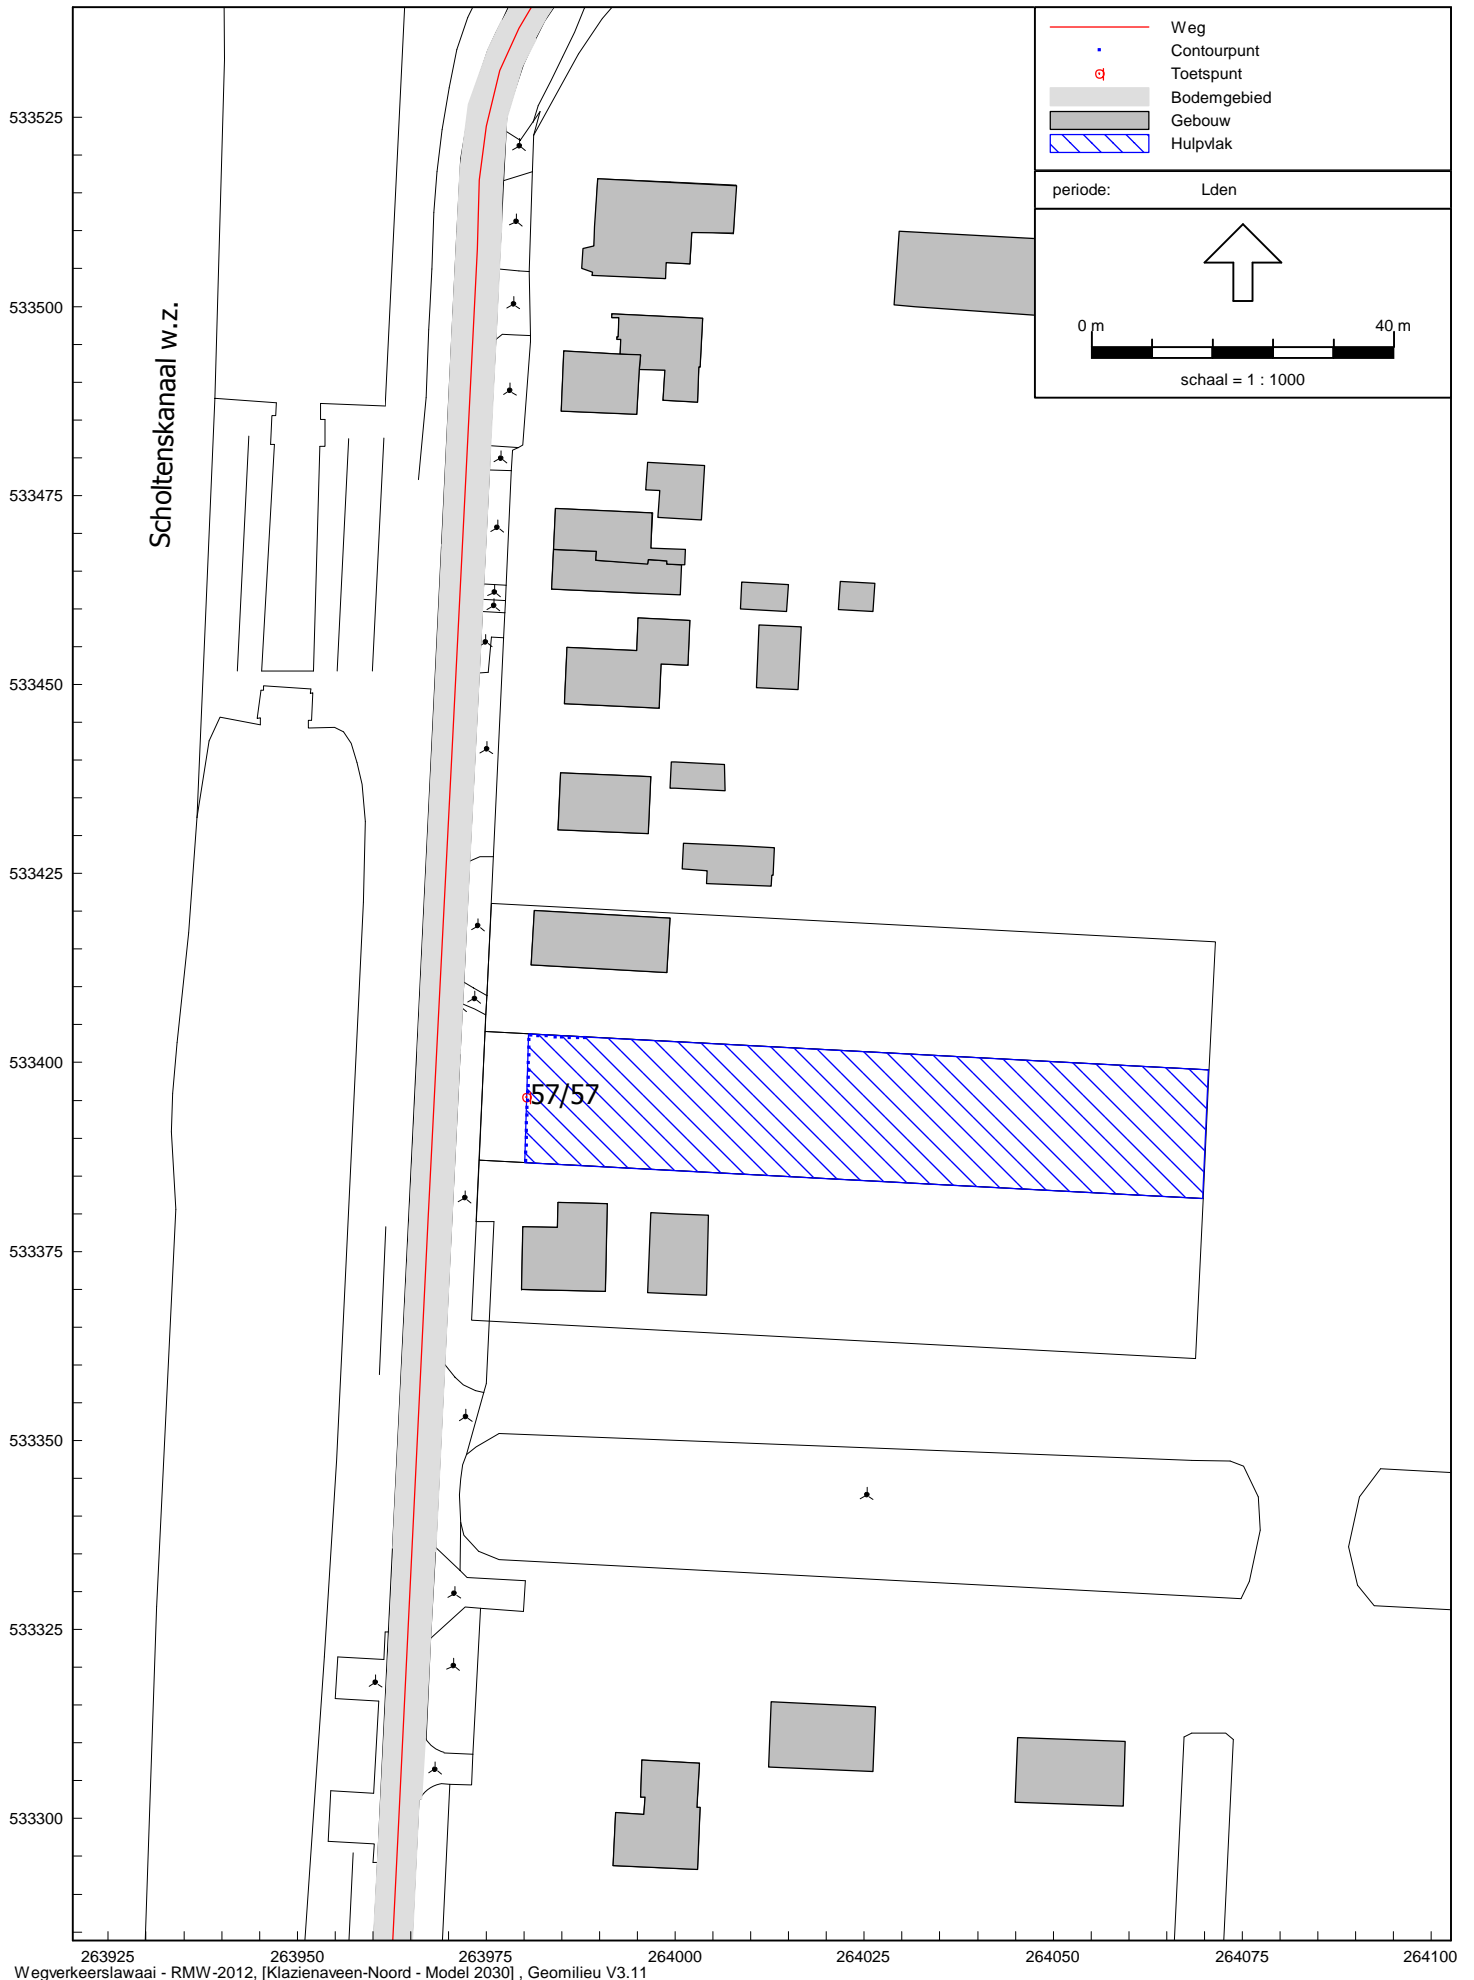 Weg
Contourpunt
Toetspunt
Bodemgebied
Gebouw
Hulpvlak
periode: Lden
0 m 40 m
schaal = 1 : 1000
533525
533500
533475
533450
533425
533400
533375
533350
533325
533300
Scholtenskanaal w.z.
57/57
263925 263950 263975 264000 264025 264050 264075 264100
Wegverkeerslawaai - RMW-2012, [Klazienaveen-Noord - Model 2030] , Geomilieu V3.11